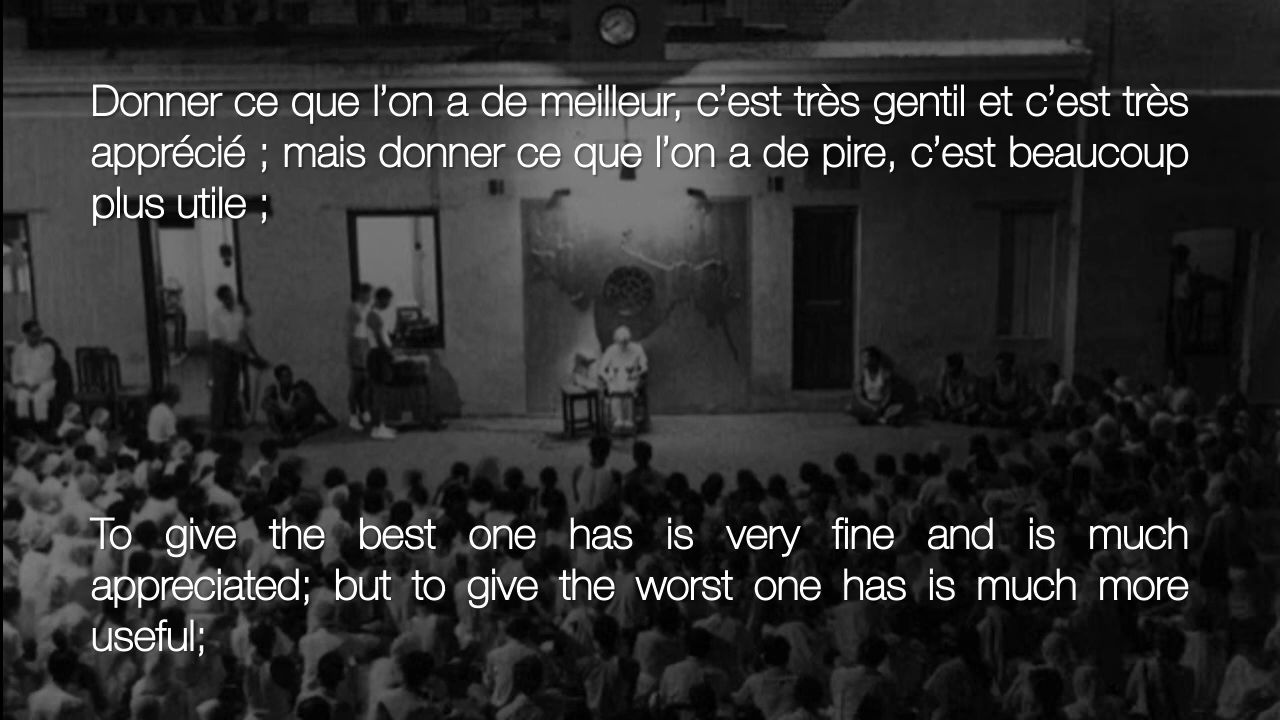 Donner ce que l’on a de meilleur, c’est très gentil et c’est très
apprécié ; mais donner ce que l’on a de pire, c’est beaucoup
plus utile ;
To give the best one has is very fine and is much
appreciated; but to give the worst one has is much more
useful;